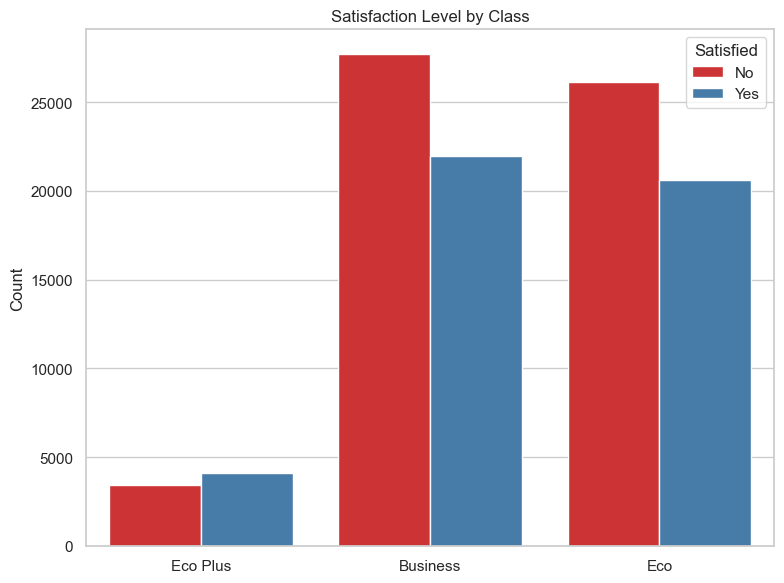 Satisfaction Level by Class
Satisfied
No
Yes
Count
25000
20000
15000
10000
5000
0
Eco Plus
Business
Eco